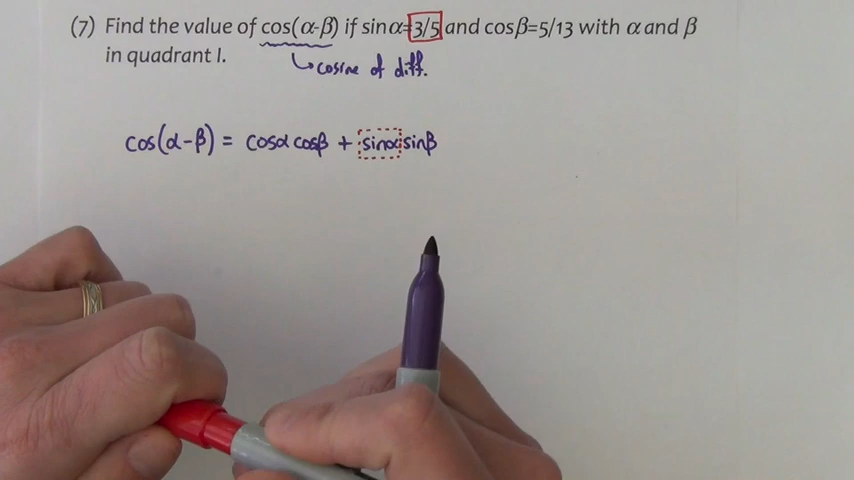 (7) Find the value of cos(α-β) if sinα=3/5 and cosβ=5/13 with α and β
in quadrant I.
cosine of diff.
cos(α-β) = cosα cosβ + sinα sinβ